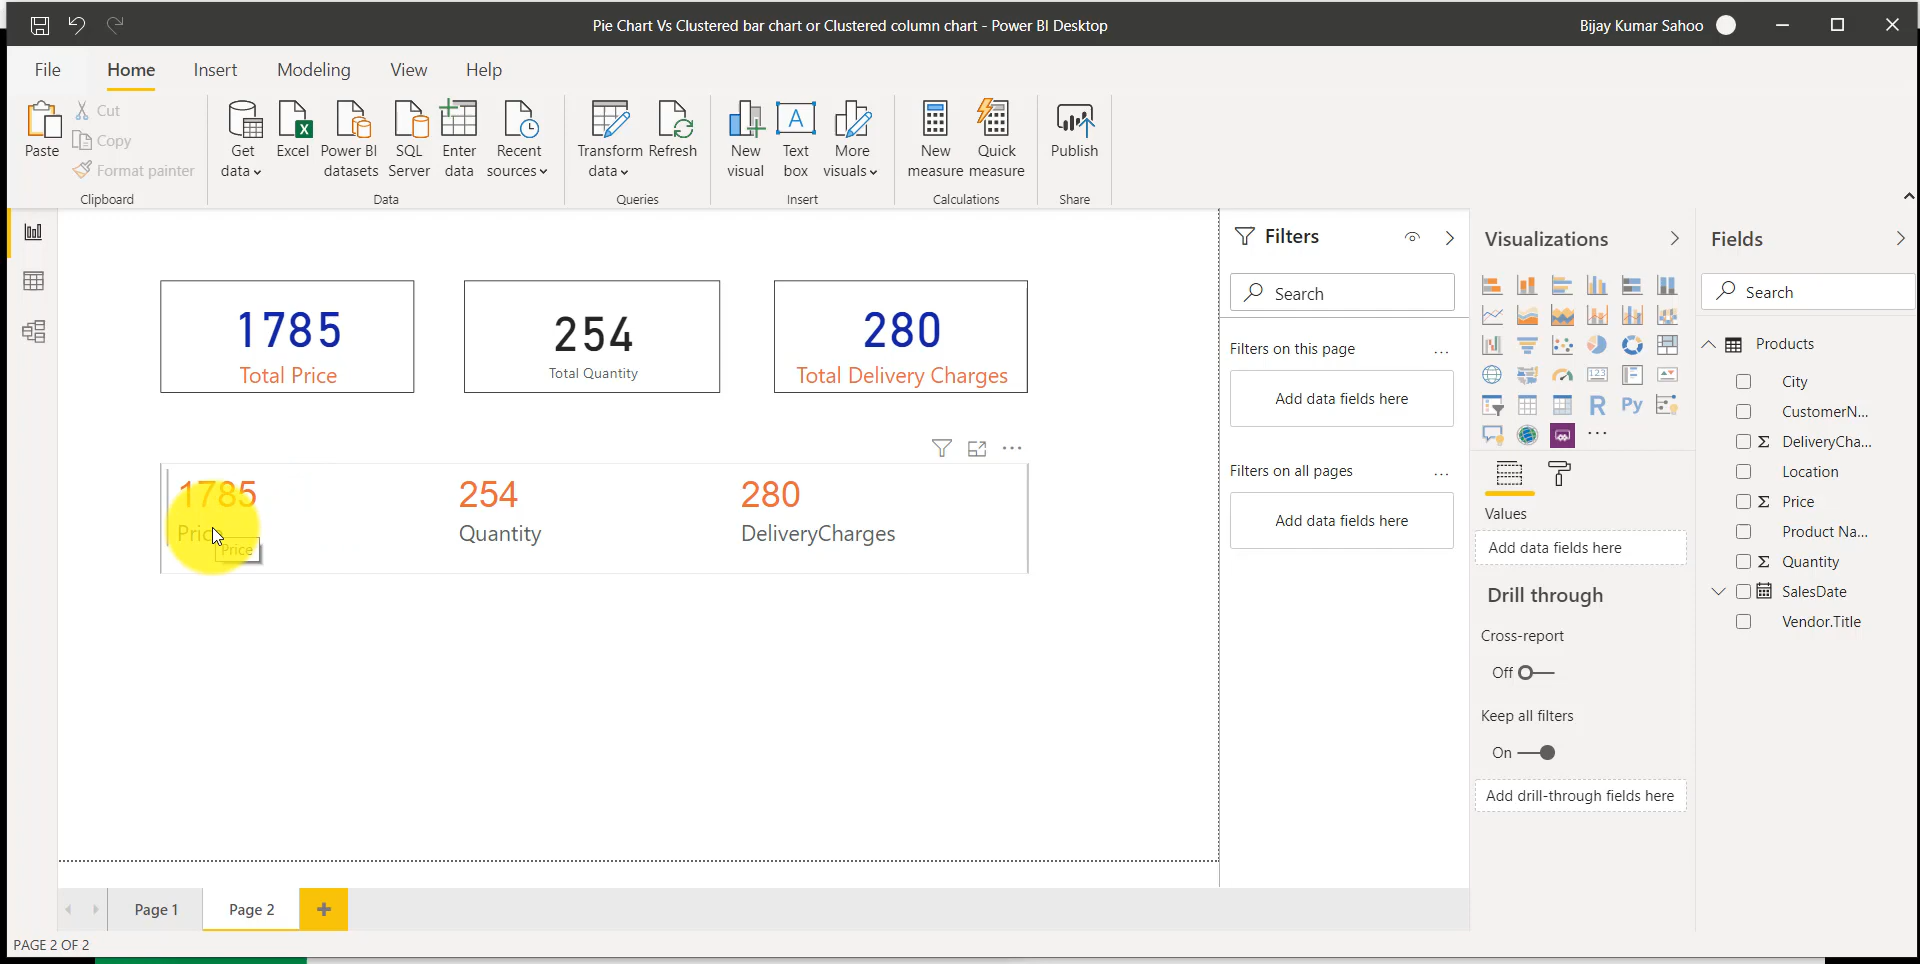 Pie Chart Vs Clustered bar chart or Clustered column chart - Power BI Desktop
Bijay Kumar Sahoo
File
Home
Insert
Modeling
View
Help
Paste
Cut
Copy
Format painter
Clipboard
Get data
Excel
Power BI datasets
SQL Server
Enter data
Recent sources
Data
Transform data
Refresh
Queries
New visual
A
Text box
More visuals
Insert
New measure
Quick measure
Calculations
Publish
Share
1785
Total Price
254
Total Quantity
280
Total Delivery Charges
1785
Price
Price
254
Quantity
280
DeliveryCharges
Filters
Search
Filters on this page
...
Add data fields here
Filters on all pages
...
Add data fields here
Visualizations
123
R
Py
...
Values
Add data fields here
Drill through
Cross-report
Off
Keep all filters
On
Add drill-through fields here
Fields
Search
Products
City
CustomerN...
Σ DeliveryCha...
Location
Σ Price
Product Na...
Σ Quantity
SalesDate
Vendor.Title
Page 1
Page 2
+
PAGE 2 OF 2